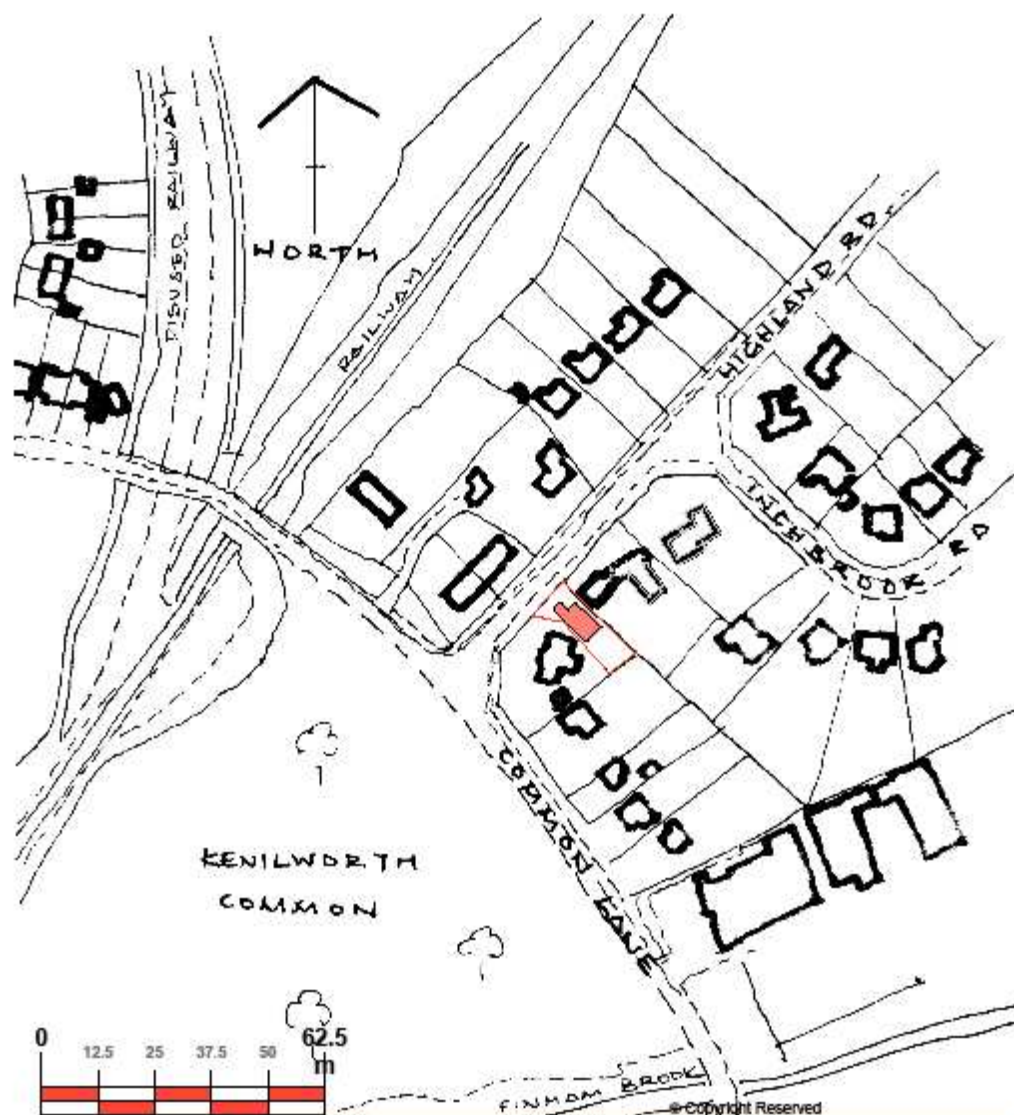 DISUSED RAILWAY
NORTH
RAILWAY
HIGHLAND RD
INCHBROOK RD
COMMON LANE
KENILWORTH
COMMON
0 62.5
12.5 25 37.5 50 m
FINHAM BROOK
© Copyright Reserved